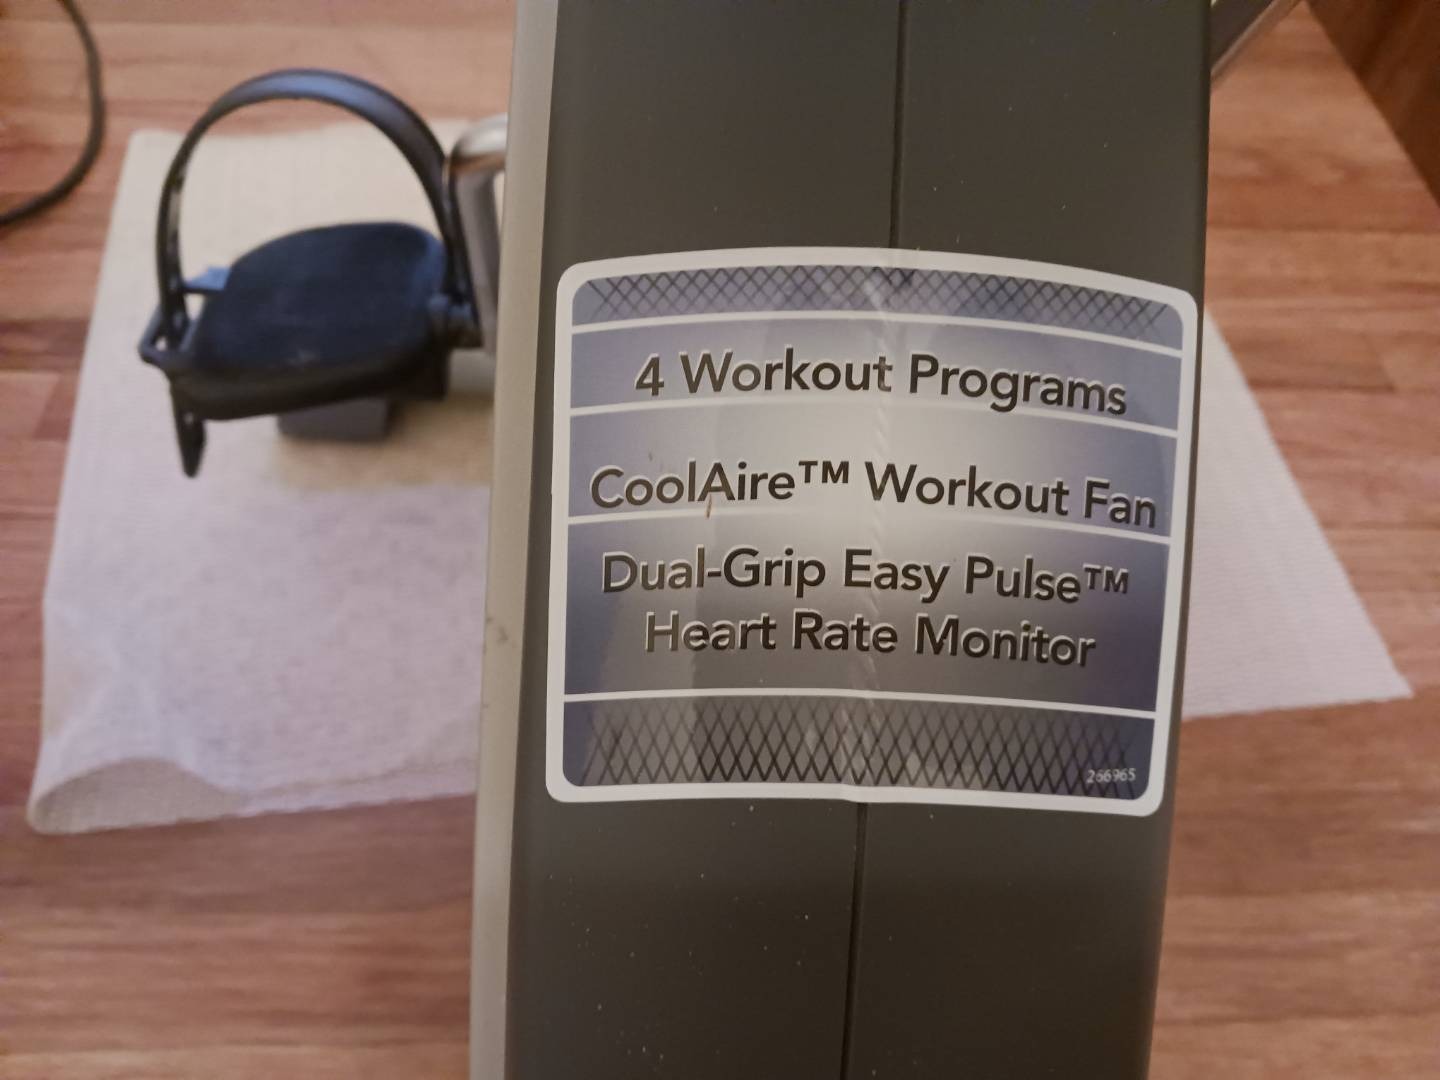 4 Workout Programs
CoolAire™ Workout Fan
Dual-Grip Easy Pulse™
Heart Rate Monitor
266965